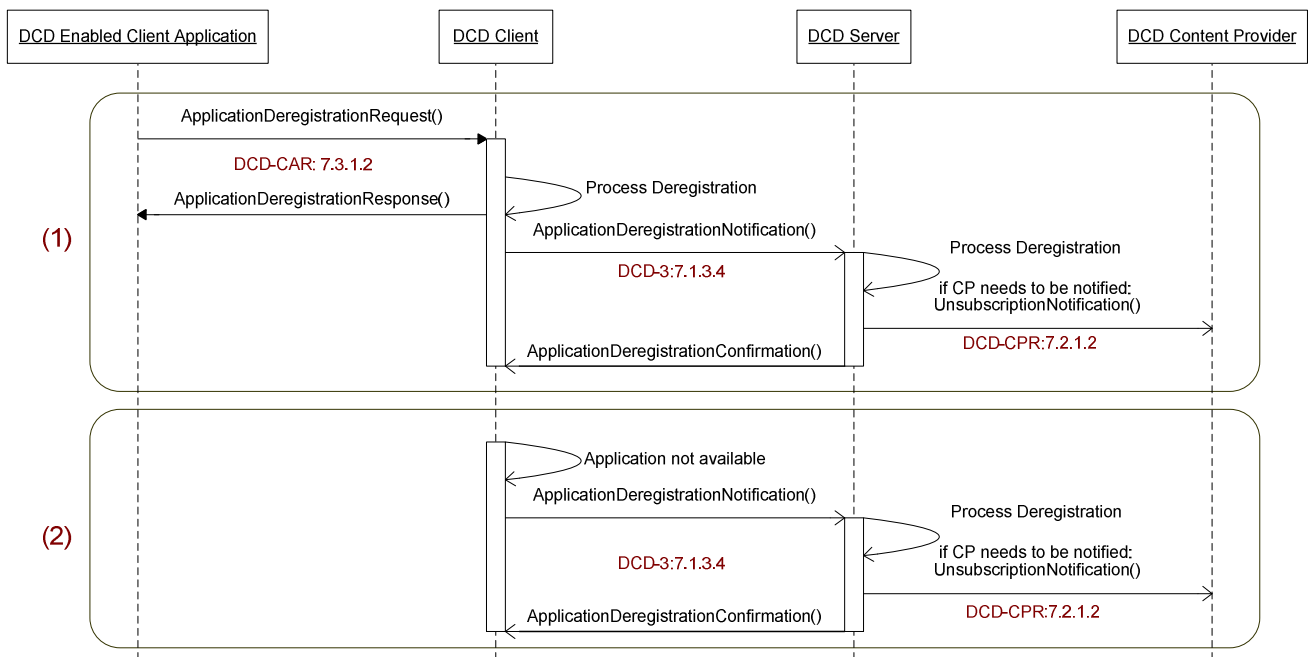 DCD Enabled Client Application
DCD Client
DCD Server
DCD Content Provider
(1)
ApplicationDeregistrationRequest()
DCD-CAR: 7.3.1.2
Process Deregistration
ApplicationDeregistrationResponse()
ApplicationDeregistrationNotification()
DCD-3:7.1.3.4
Process Deregistration
if CP needs to be notified:
UnsubscriptionNotification()
DCD-CPR:7.2.1.2
ApplicationDeregistrationConfirmation()
(2)
Application not available
ApplicationDeregistrationNotification()
DCD-3:7.1.3.4
Process Deregistration
if CP needs to be notified:
UnsubscriptionNotification()
DCD-CPR:7.2.1.2
ApplicationDeregistrationConfirmation()